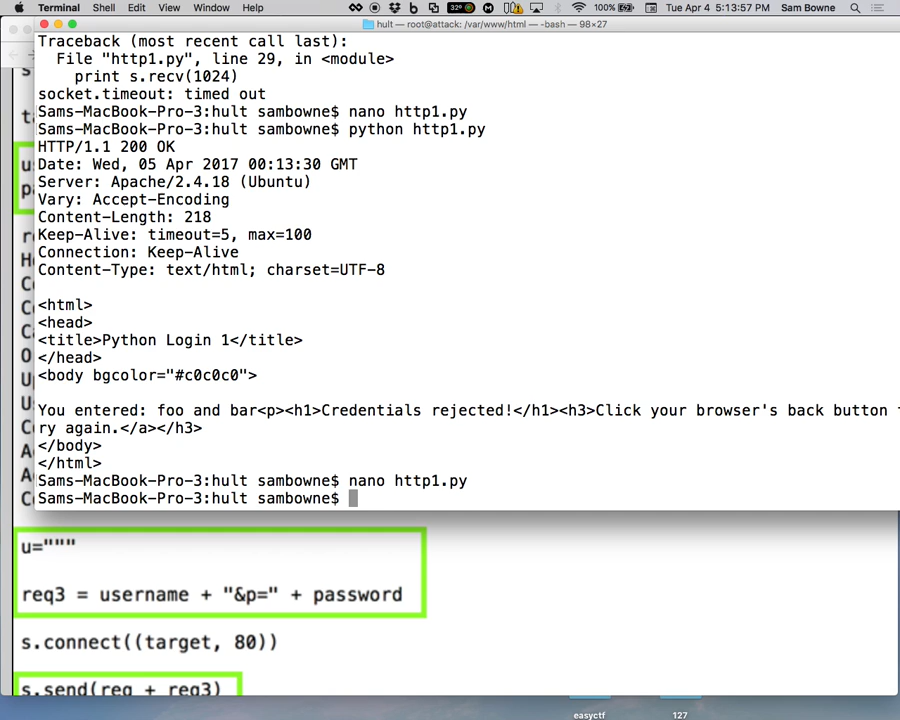 Terminal Shell Edit View Window Help 100% Tue Apr 4 5:13:57 PM Sam Bowne
hult — root@attack: /var/www/html — -bash — 98×27
Traceback (most recent call last):
File "http1.py", line 29, in <module>
print s.recv(1024)
socket.timeout: timed out
Sams-MacBook-Pro-3:hult sambowne$ nano http1.py
Sams-MacBook-Pro-3:hult sambowne$ python http1.py
HTTP/1.1 200 OK
Date: Wed, 05 Apr 2017 00:13:30 GMT
Server: Apache/2.4.18 (Ubuntu)
Vary: Accept-Encoding
Content-Length: 218
Keep-Alive: timeout=5, max=100
Connection: Keep-Alive
Content-Type: text/html; charset=UTF-8
<html>
<head>
<title>Python Login 1</title>
</head>
<body bgcolor="#c0c0c0">
You entered: foo and bar<p><h1>Credentials rejected!</h1><h3>Click your browser's back button
ry again.</a></h3>
</body>
</html>
Sams-MacBook-Pro-3:hult sambowne$ nano http1.py
Sams-MacBook-Pro-3:hult sambowne$
u="""
req3 = username + "&p=" + password
s.connect((target, 80))
s.send(req + req3)
easyctf 127